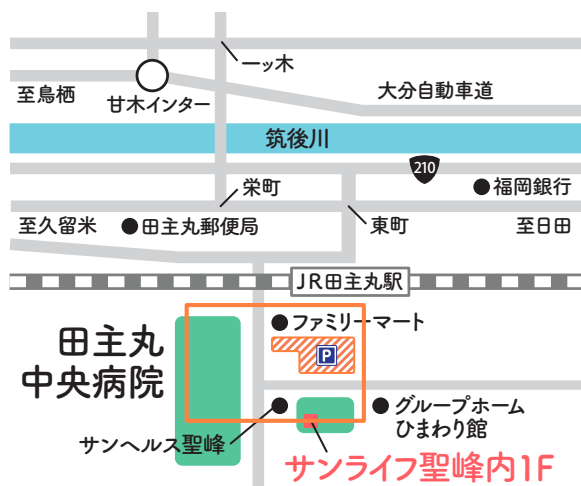 一ッ木
至鳥栖
甘木インター
大分自動車道
筑後川
210
福岡銀行
栄町
至久留米
田主丸郵便局
東町
至日田
JR田主丸駅
ファミリーマート
P
田主丸
中央病院
グループホーム
ひまわり館
サンヘルス聖峰
サンライフ聖峰内1F